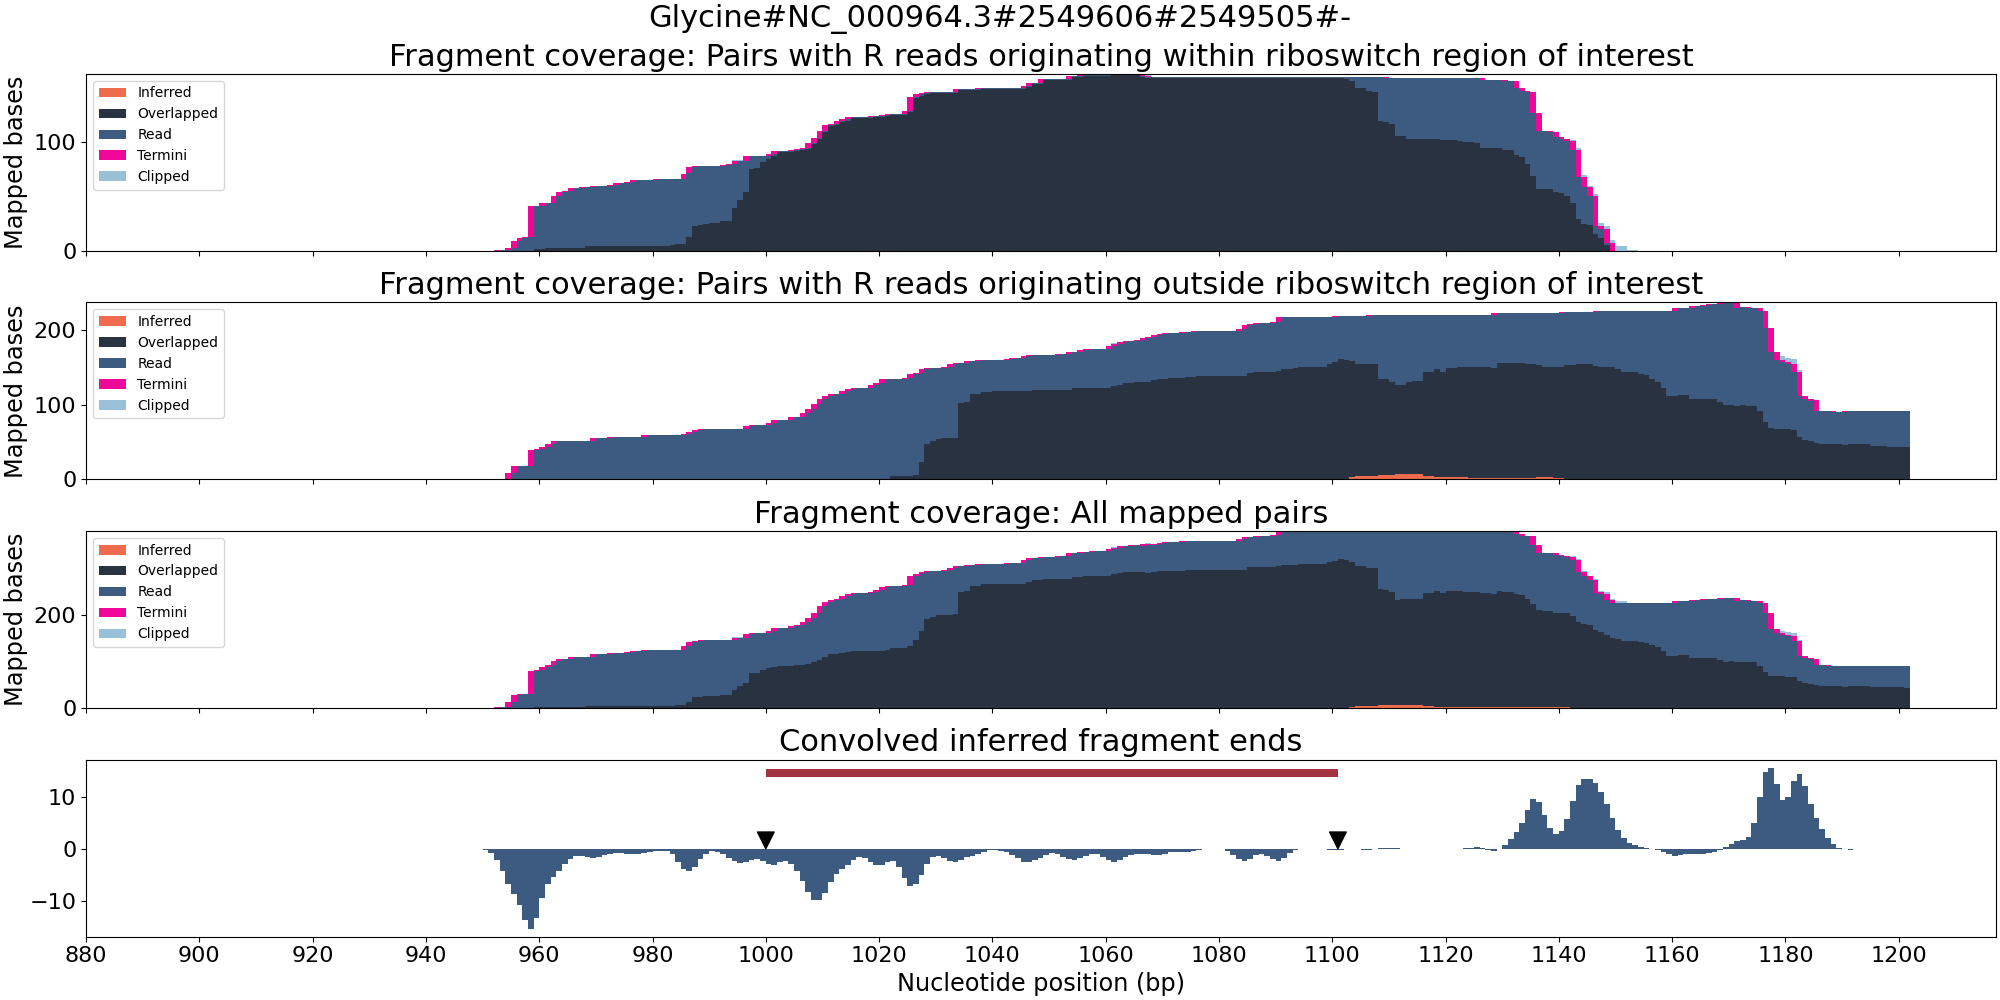 Glycine#NC_000964.3#2549606#2549505#-
Fragment coverage: Pairs with R reads originating within riboswitch region of interest
Mapped bases
100
0
Inferred
Overlapped
Read
Termini
Clipped
Fragment coverage: Pairs with R reads originating outside riboswitch region of interest
Mapped bases
200
100
0
Inferred
Overlapped
Read
Termini
Clipped
Fragment coverage: All mapped pairs
Mapped bases
200
0
Inferred
Overlapped
Read
Termini
Clipped
Convolved inferred fragment ends
10
0
−10
880 900 920 940 960 980 1000 1020 1040 1060 1080 1100 1120 1140 1160 1180 1200
Nucleotide position (bp)